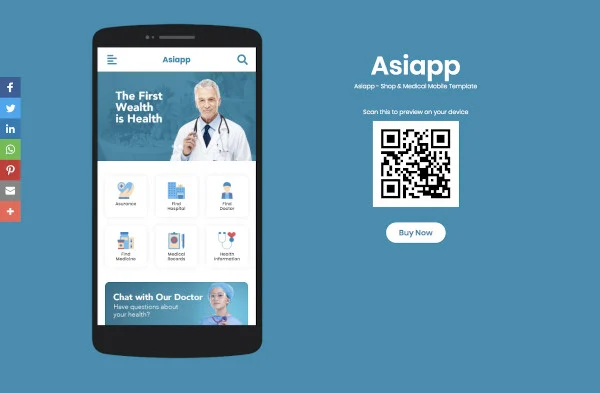 Asiapp
The First
Wealth
is Health
Assurance
Find
Hospital
Find
Doctor
Find
Medicine
Medical
Records
Health
Information
Chat with Our Doctor
Have questions about
your health?
Asiapp
Asiapp - Shop & Medical Mobile Template
Scan this to preview on your device
Buy Now